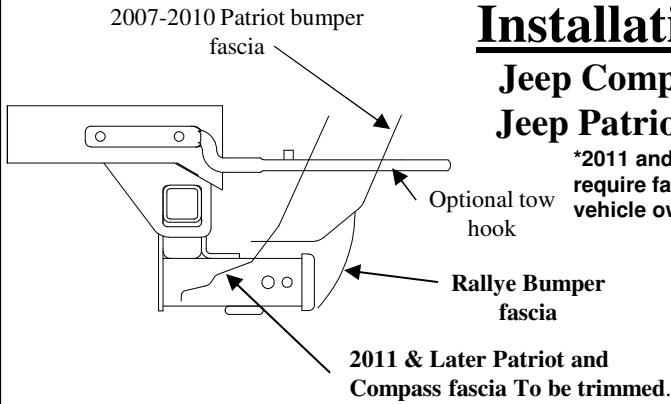 2007-2010 Patriot bumper
fascia
Installati
Jeep Comp
Jeep Patrio
*2011 and
require fa
vehicle ow
Optional tow
hook
Rallye Bumper
fascia
2011 & Later Patriot and
Compass fascia To be trimmed.